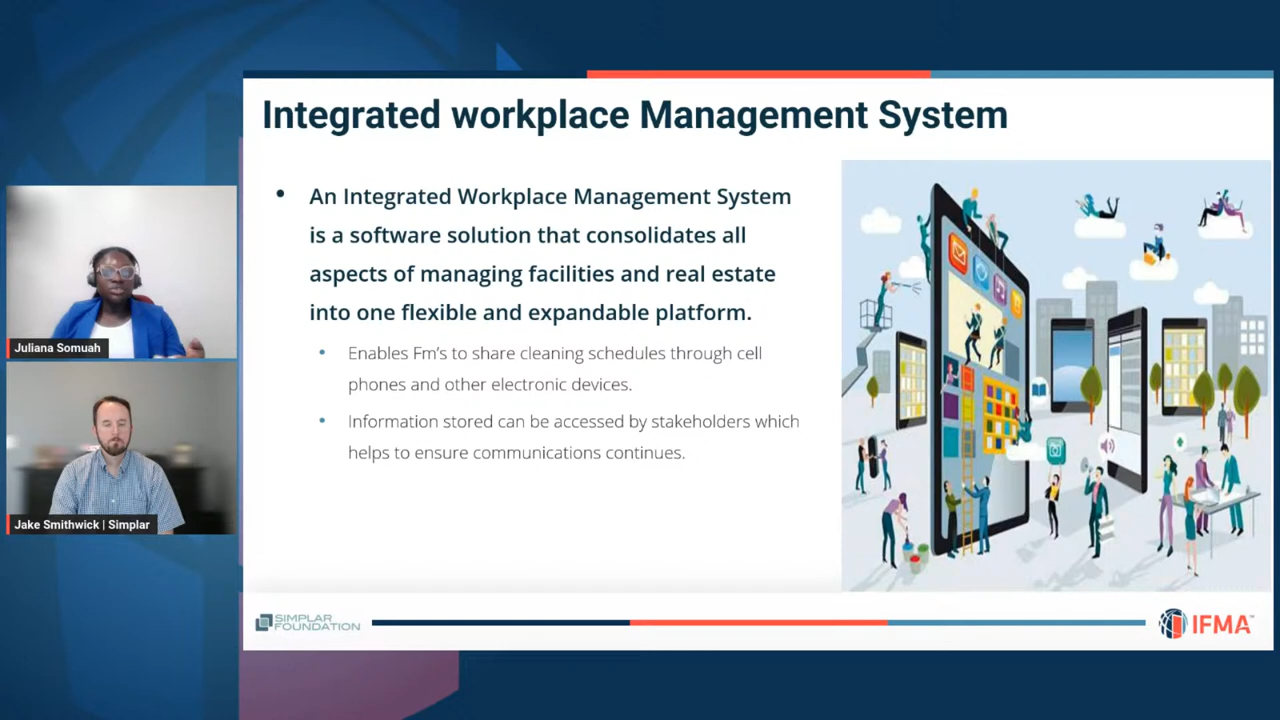 Integrated workplace Management System
• An Integrated Workplace Management System
is a software solution that consolidates all
aspects of managing facilities and real estate
into one flexible and expandable platform.
• Enables Fm's to share cleaning schedules through cell
phones and other electronic devices.
• Information stored can be accessed by stakeholders which
helps to ensure communications continues.
Juliana Somuah
Jake Smithwick | Simplar
SIMPLAR
FOUNDATION
IFMA™